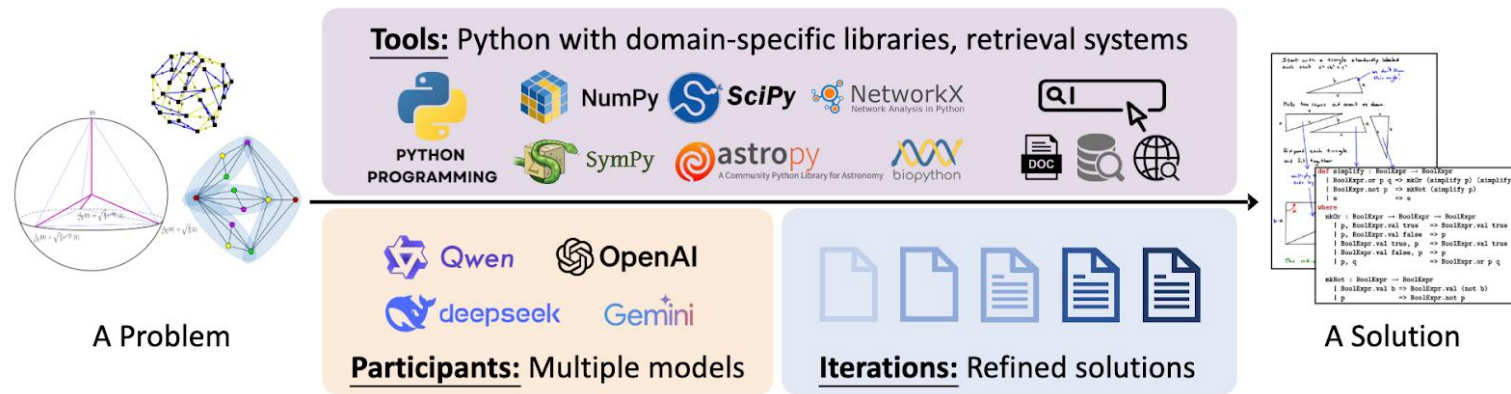 Tools: Python with domain-specific libraries, retrieval systems
PYTHON
PROGRAMMING
NumPy
SciPy
NetworkX
Network Analysis in Python
SymPy
astropy
A Community Python Library for Astronomy
biopython
DOC
Qwen
OpenAI
deepseek
Gemini
Participants: Multiple models
Iterations: Refined solutions
A Problem
Start with a triangle
def simplify : BoolExpr → BoolExpr
| BoolExpr.or p q => mkOr (simplify p) (simplify
| BoolExpr.not p => mkNot (simplify p)
| e => e
where
mkOr : BoolExpr → BoolExpr → BoolExpr
| p, BoolExpr.val true => BoolExpr.val true
| p, BoolExpr.val false => p
| BoolExpr.val true, p => BoolExpr.val true
| BoolExpr.val false, p => p
| p, q => BoolExpr.or p q
mkNot : BoolExpr → BoolExpr
| BoolExpr.val b => BoolExpr.val (not b)
| p => BoolExpr.not p
A Solution